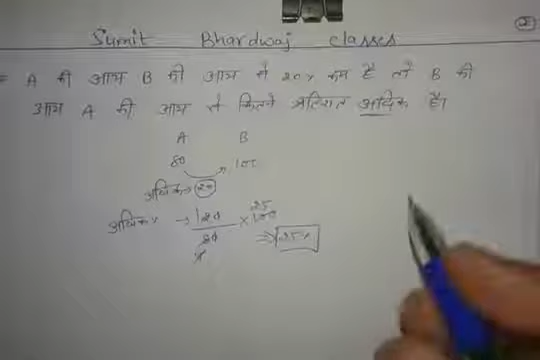 Sumit Bhardwaj classes
A की आय B की आय से 20% कम है तो B की
आय A की आय से कितने प्रतिशत अधिक है।
A B
80 100
अधिक → 20
अधिक% → 20/80 × 100 25
⇒ 25%